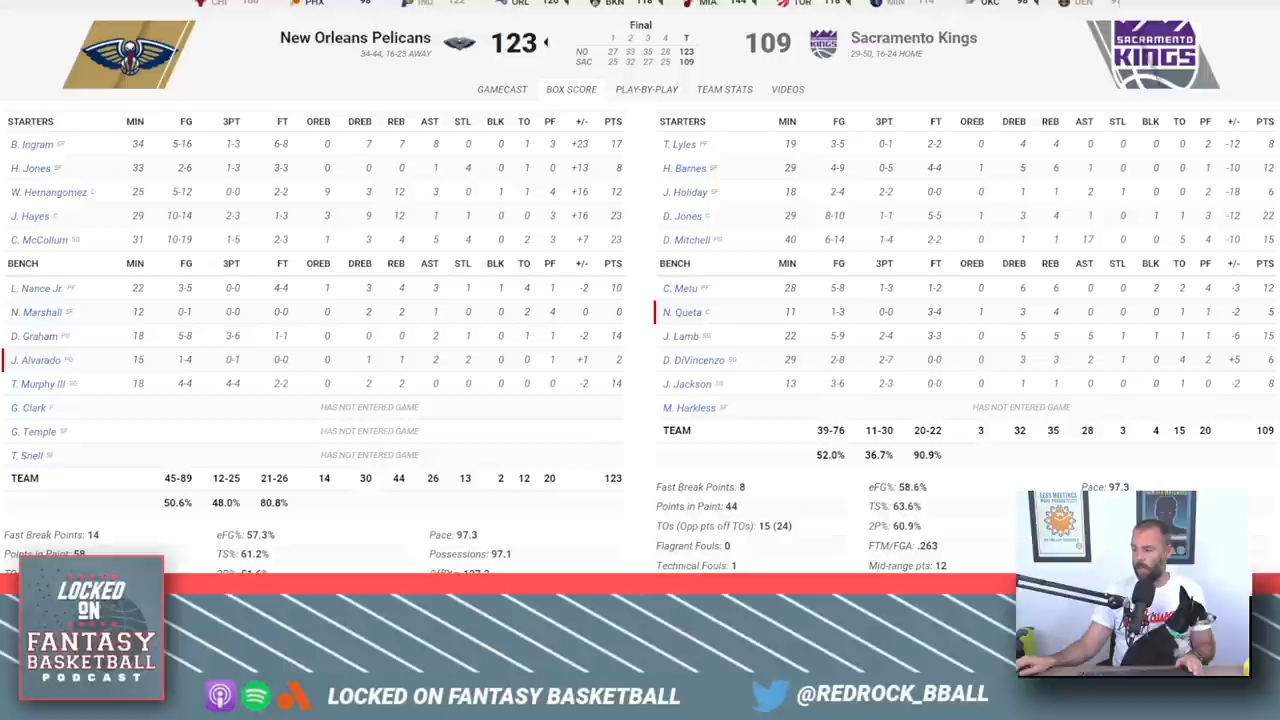 CHI 100 PHX 98 IND 122 ORL 120 BKN 118 MIA 144 TOR 118 MIN 114 OKC 98 DEN
Final
New Orleans Pelicans 123 109 Sacramento Kings
34-44, 16-23 AWAY 29-50, 16-24 HOME
1 2 3 4 T
NO 27 33 35 28 123
SAC 25 32 27 25 109
SACRAMENTO KINGS
GAMECAST BOX SCORE PLAY-BY-PLAY TEAM STATS VIDEOS
STARTERS MIN FG 3PT FT OREB DREB REB AST STL BLK TO PF +/- PTS
B. Ingram SF 34 5-16 1-3 6-8 0 7 7 8 0 0 1 3 +23 17
H. Jones SF 33 2-6 1-3 3-3 0 0 0 1 4 0 0 3 +13 8
W. Hernangomez C 25 5-12 0-0 2-2 9 3 12 3 0 1 1 4 +16 12
J. Hayes C 29 10-14 2-3 1-3 3 9 12 1 1 0 0 3 +16 23
C. McCollum SG 31 10-19 1-5 2-3 1 3 4 5 4 0 2 3 +7 23
BENCH MIN FG 3PT FT OREB DREB REB AST STL BLK TO PF +/- PTS
L. Nance Jr. PF 22 3-5 0-0 4-4 1 3 4 3 1 1 4 1 -2 10
N. Marshall SF 12 0-1 0-0 0-0 0 2 2 1 0 0 2 4 0 0
D. Graham PG 18 5-8 3-6 1-1 0 0 0 2 1 0 1 1 -2 14
J. Alvarado PG 15 1-4 0-1 0-0 0 1 1 2 2 0 0 1 +1 2
T. Murphy III SG 18 4-4 4-4 2-2 0 2 2 0 0 0 1 0 -2 14
G. Clark F HAS NOT ENTERED GAME
G. Temple SF HAS NOT ENTERED GAME
T. Snell SF HAS NOT ENTERED GAME
TEAM 45-89 12-25 21-26 14 30 44 26 13 2 12 20 123
50.6% 48.0% 80.8%
Fast Break Points: 14 eFG%: 57.3% Pace: 97.3
Points in Paint: 58 TS%: 61.2% Possessions: 97.1
STARTERS MIN FG 3PT FT OREB DREB REB AST STL BLK TO PF +/- PTS
T. Lyles PF 19 3-5 0-1 2-2 0 4 4 0 0 0 0 2 -12 8
H. Barnes SF 29 4-9 0-5 4-4 1 5 6 1 0 0 1 0 -10 12
J. Holiday SF 18 2-4 2-2 0-0 0 1 1 2 1 0 0 2 -18 6
D. Jones C 29 8-10 1-1 5-5 1 3 4 1 0 1 1 3 -12 22
D. Mitchell PG 40 6-14 1-4 2-2 0 1 1 17 0 0 5 4 -10 15
BENCH MIN FG 3PT FT OREB DREB REB AST STL BLK TO PF +/- PTS
C. Metu PF 28 5-8 1-3 1-2 0 6 6 0 0 2 2 4 -3 12
N. Queta C 11 1-3 0-0 3-4 1 3 4 0 0 0 1 1 -2 5
J. Lamb SG 22 5-9 2-4 3-3 0 5 5 5 1 1 1 1 -6 15
D. DiVincenzo SG 29 2-8 2-7 0-0 0 3 3 2 1 0 4 2 +5 6
J. Jackson SG 13 3-6 2-3 0-0 0 1 1 0 0 0 1 0 -2 8
M. Harkless SF HAS NOT ENTERED GAME
TEAM 39-76 11-30 20-22 3 32 35 28 3 4 15 20 109
52.0% 36.7% 90.9%
Fast Break Points: 8 eFG%: 58.6% Pace: 97.3
Points in Paint: 44 TS%: 63.6%
TOs (Opp pts off TOs): 15 (24) 2P%: 60.9%
Flagrant Fouls: 0 FTM/FGA: .263
Technical Fouls: 1 Mid-range pts: 12
LESS MEETINGS
LOCKED
ON
FANTASY
BASKETBALL
PODCAST
LOCKED ON FANTASY BASKETBALL @REDROCK_BBALL